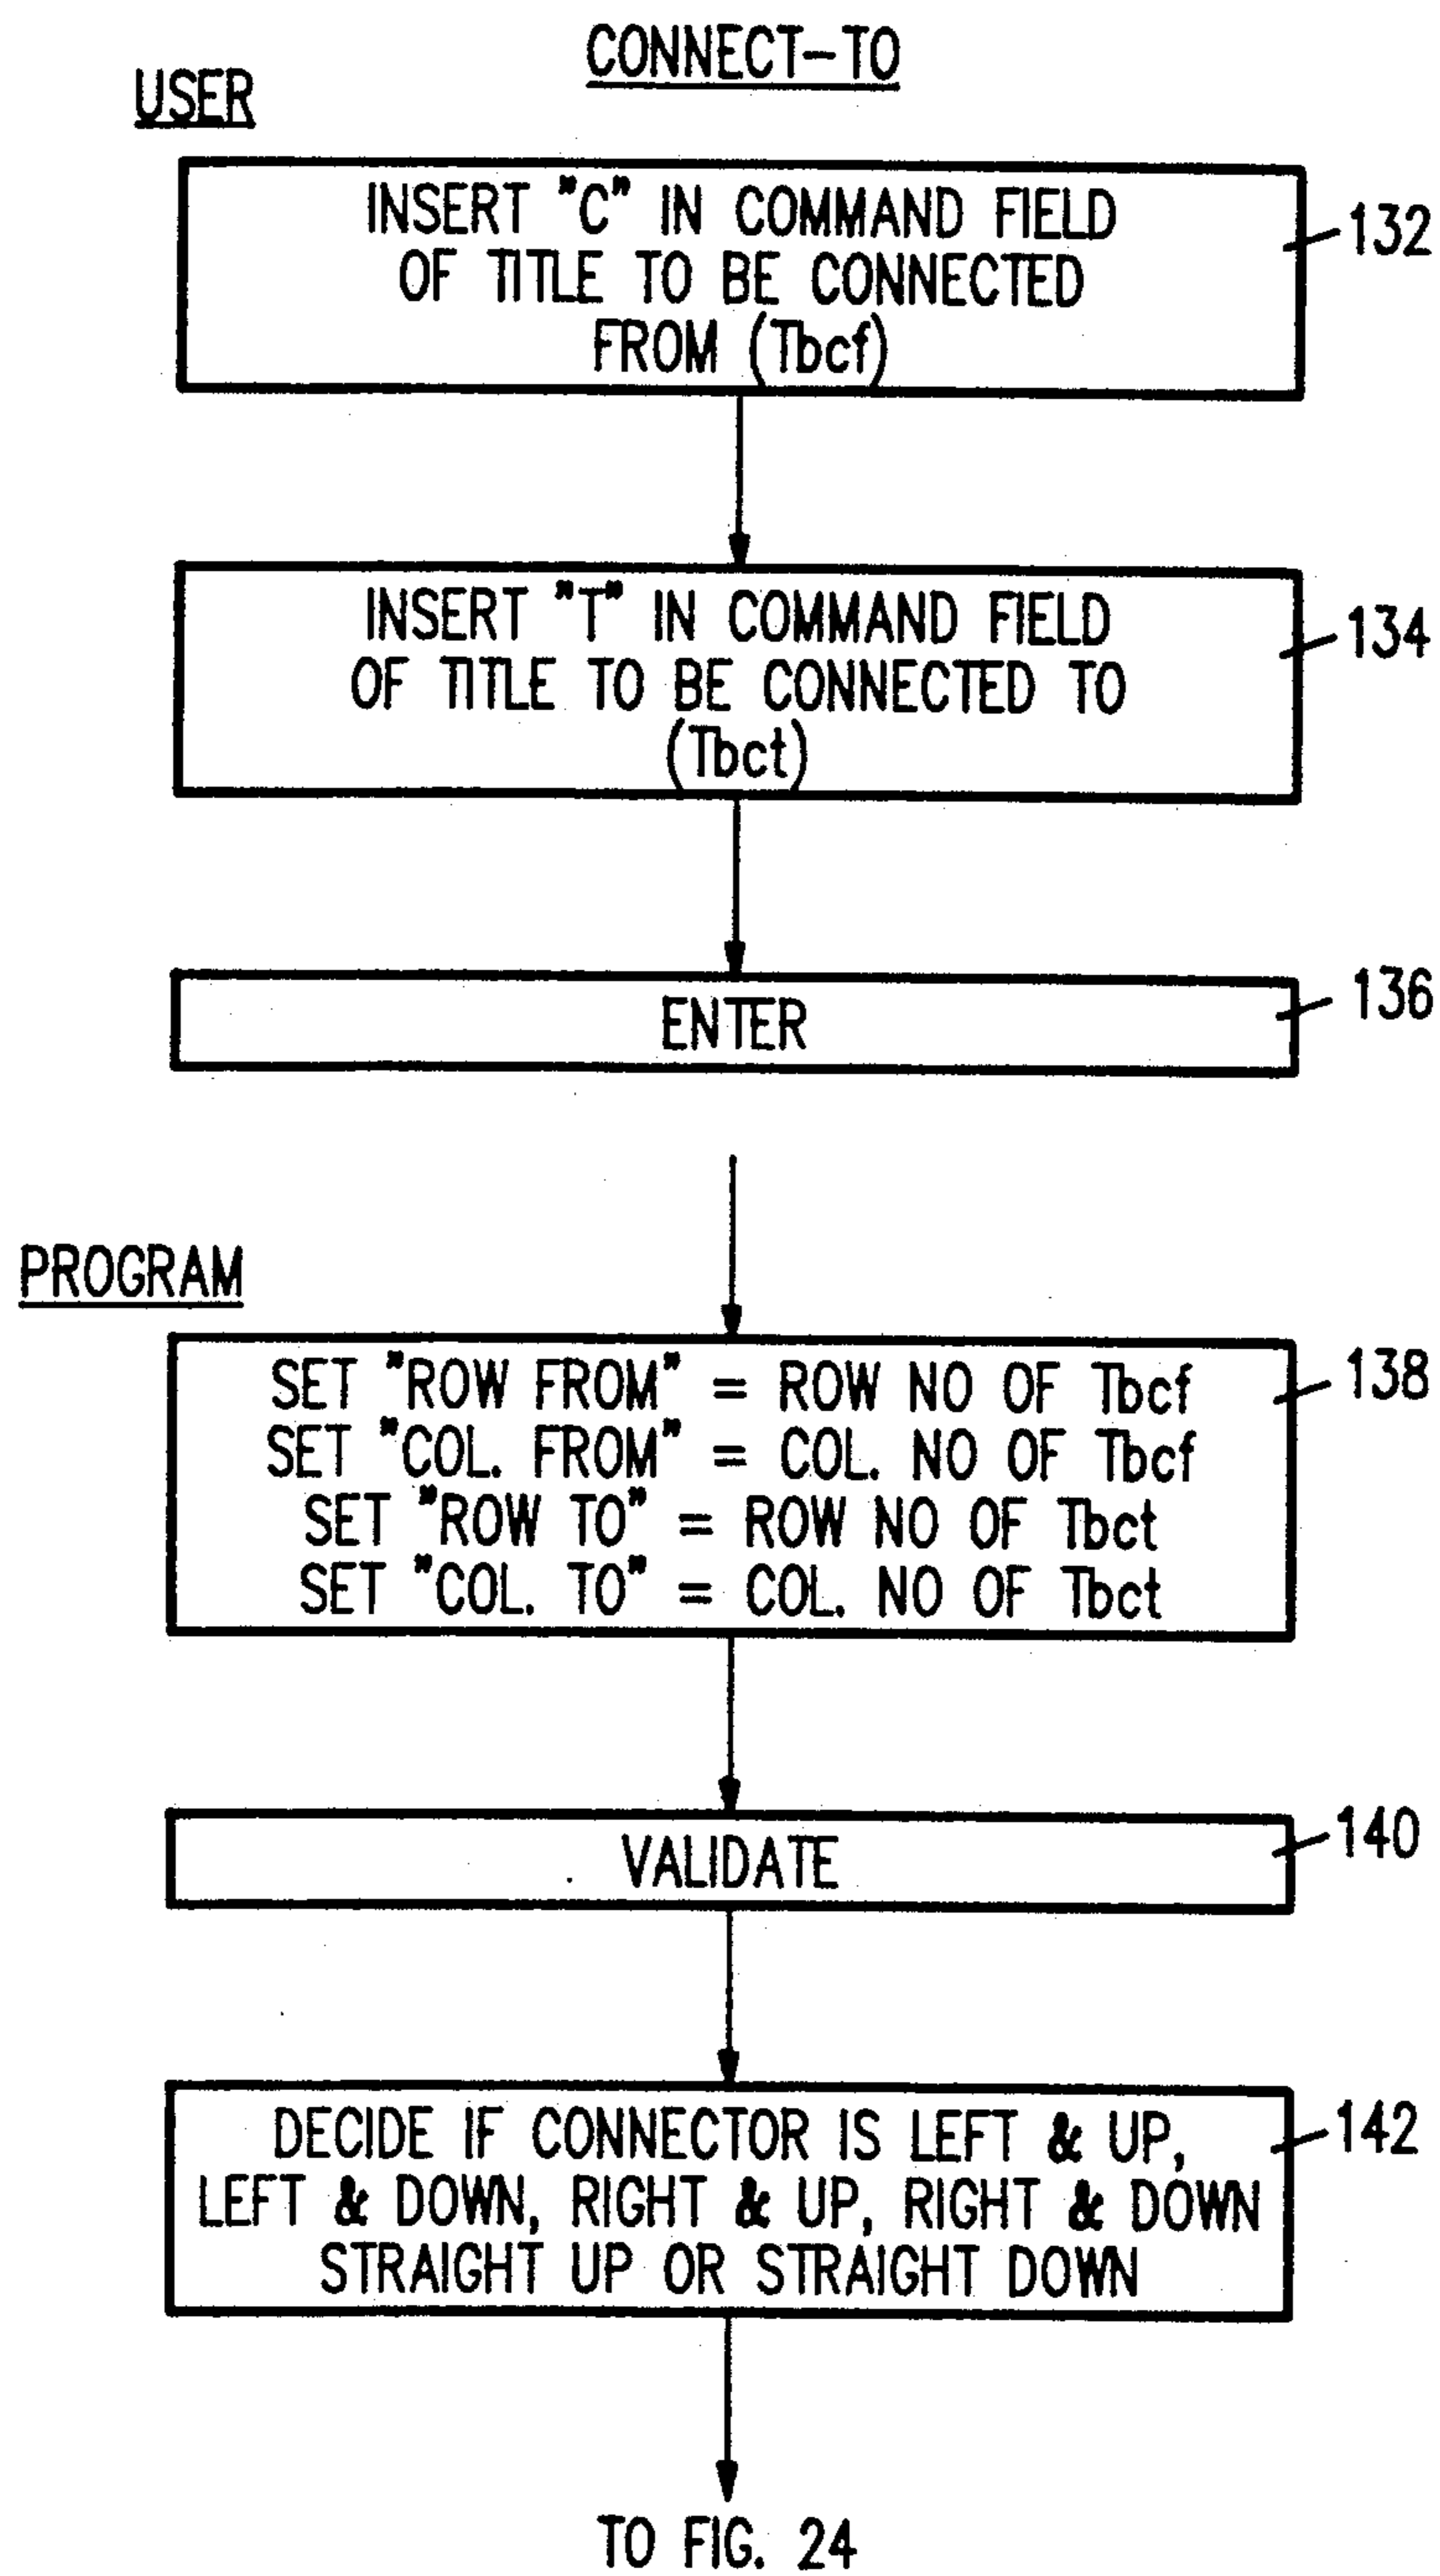 CONNECT-TO
USER
INSERT "C" IN COMMAND FIELD
OF TITLE TO BE CONNECTED
FROM (Tbcf)
132
INSERT "T" IN COMMAND FIELD
OF TITLE TO BE CONNECTED TO
(Tbct)
134
ENTER
136
PROGRAM
SET "ROW FROM" = ROW NO OF Tbcf
SET "COL. FROM" = COL. NO OF Tbcf
SET "ROW TO" = ROW NO OF Tbct
SET "COL. TO" = COL. NO OF Tbct
138
VALIDATE
140
DECIDE IF CONNECTOR IS LEFT & UP,
LEFT & DOWN, RIGHT & UP, RIGHT & DOWN
STRAIGHT UP OR STRAIGHT DOWN
142
TO FIG. 24